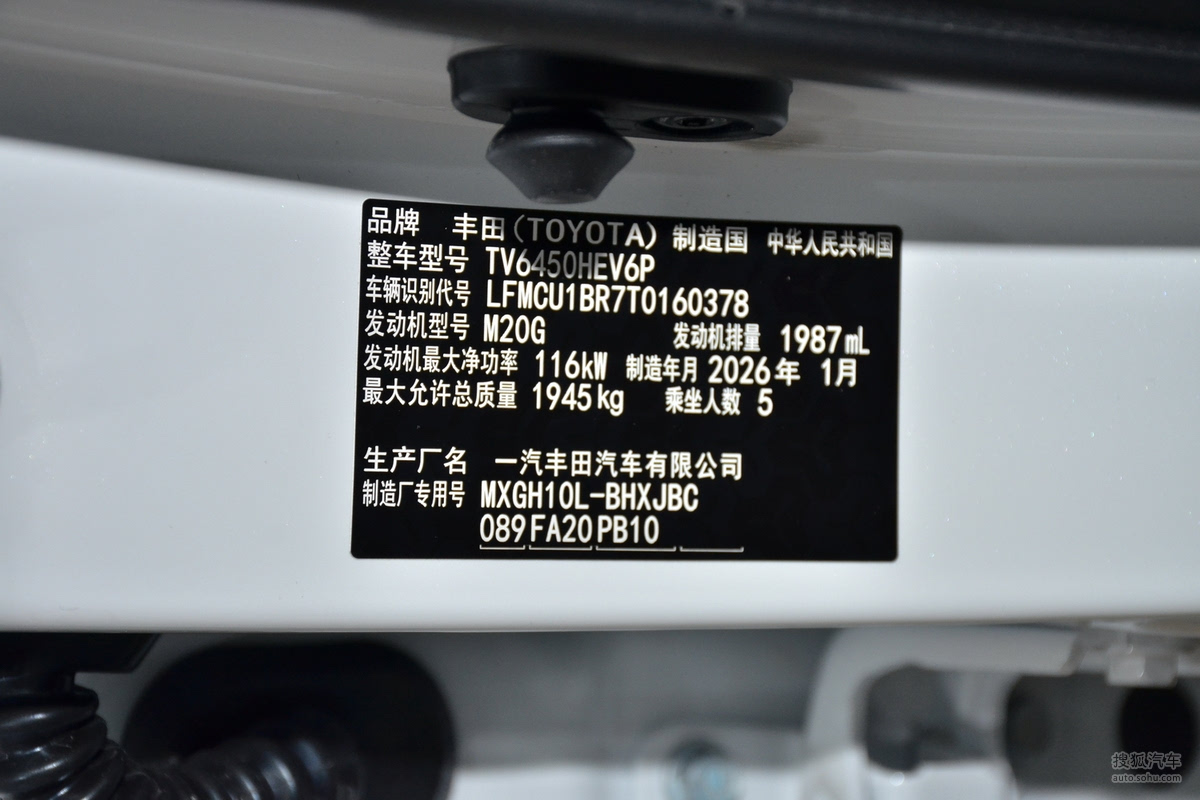 品牌 丰田(TOYOTA) 制造国 中华人民共和国
整车型号 TV6450HEV6P
车辆识别代号 LFMCU1BR7T0160378
发动机型号 M20G 发动机排量 1987mL
发动机最大净功率 116kW 制造年月 2026年 1月
最大允许总质量 1945kg 乘坐人数 5
生产厂名 一汽丰田汽车有限公司
制造厂专用号 MXGH10L-BHXJBC
089 FA20 PB10
搜狐汽车
auto.sohu.com